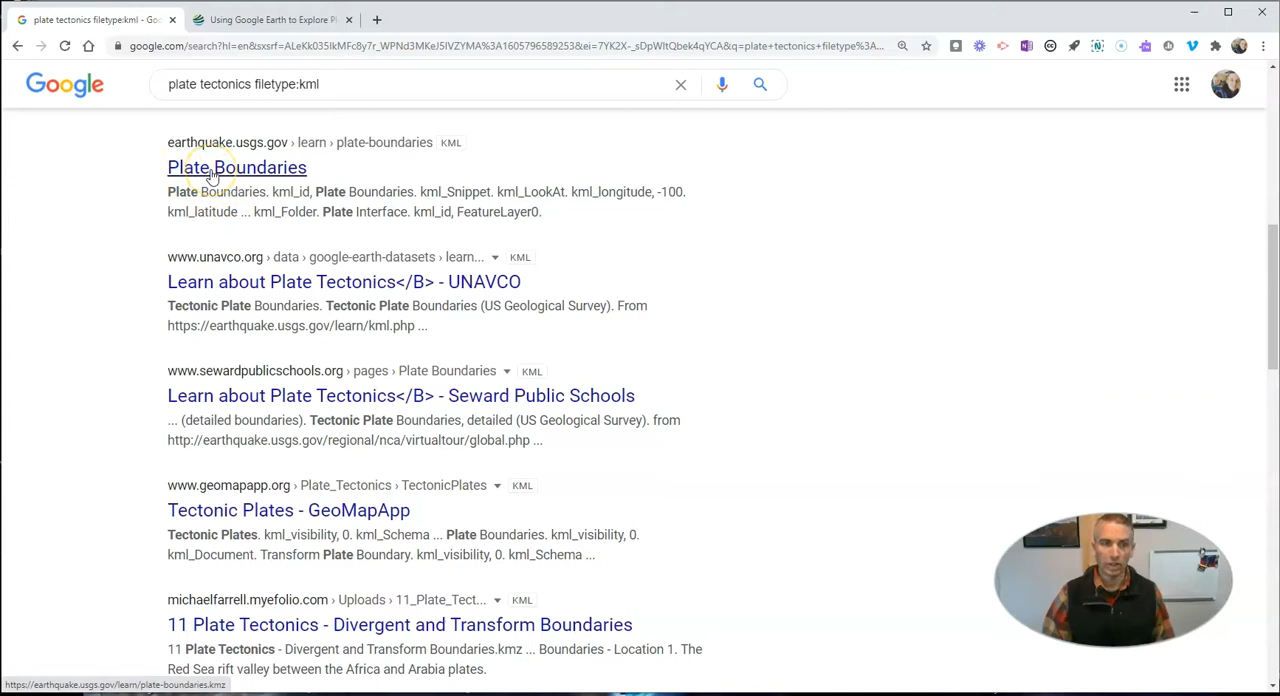 plate tectonics filetype:kml - Goo
Using Google Earth to Explore Pl
google.com/search?hl=en&sxsrf=ALeKk035lkMFc8y7r_WPNd3MKeJ5IVZYMA%3A1605796589253&ei=7YK2X-_sDpWltQbek4qYCA&q=plate+tectonics+filetype%3A...
Google
plate tectonics filetype:kml
earthquake.usgs.gov › learn › plate-boundaries KML
Plate Boundaries
Plate Boundaries. kml_id, Plate Boundaries. kml_Snippet. kml_LookAt. kml_longitude, -100.
kml_latitude ... kml_Folder. Plate Interface. kml_id, FeatureLayer0.
www.unavco.org › data › google-earth-datasets › learn... KML
Learn about Plate Tectonics</B> - UNAVCO
Tectonic Plate Boundaries. Tectonic Plate Boundaries (US Geological Survey). From
https://earthquake.usgs.gov/learn/kml.php ...
www.sewardpublicschools.org › pages › Plate Boundaries KML
Learn about Plate Tectonics</B> - Seward Public Schools
... (detailed boundaries). Tectonic Plate Boundaries, detailed (US Geological Survey). from
http://earthquake.usgs.gov/regional/nca/virtualtour/global.php ...
www.geomapapp.org › Plate_Tectonics › TectonicPlates KML
Tectonic Plates - GeoMapApp
Tectonic Plates. kml_visibility, 0. kml_Schema ... Plate Boundaries. kml_visibility, 0.
kml_Document. Transform Plate Boundary. kml_visibility, 0. kml_Schema ...
michaelfarrell.myefolio.com › Uploads › 11_Plate_Tect... KML
11 Plate Tectonics - Divergent and Transform Boundaries
11 Plate Tectonics - Divergent and Transform Boundaries.kmz ... Boundaries - Location 1. The
Red Sea rift valley between the Africa and Arabia plates.
https://earthquake.usgs.gov/learn/plate-boundaries.kmz